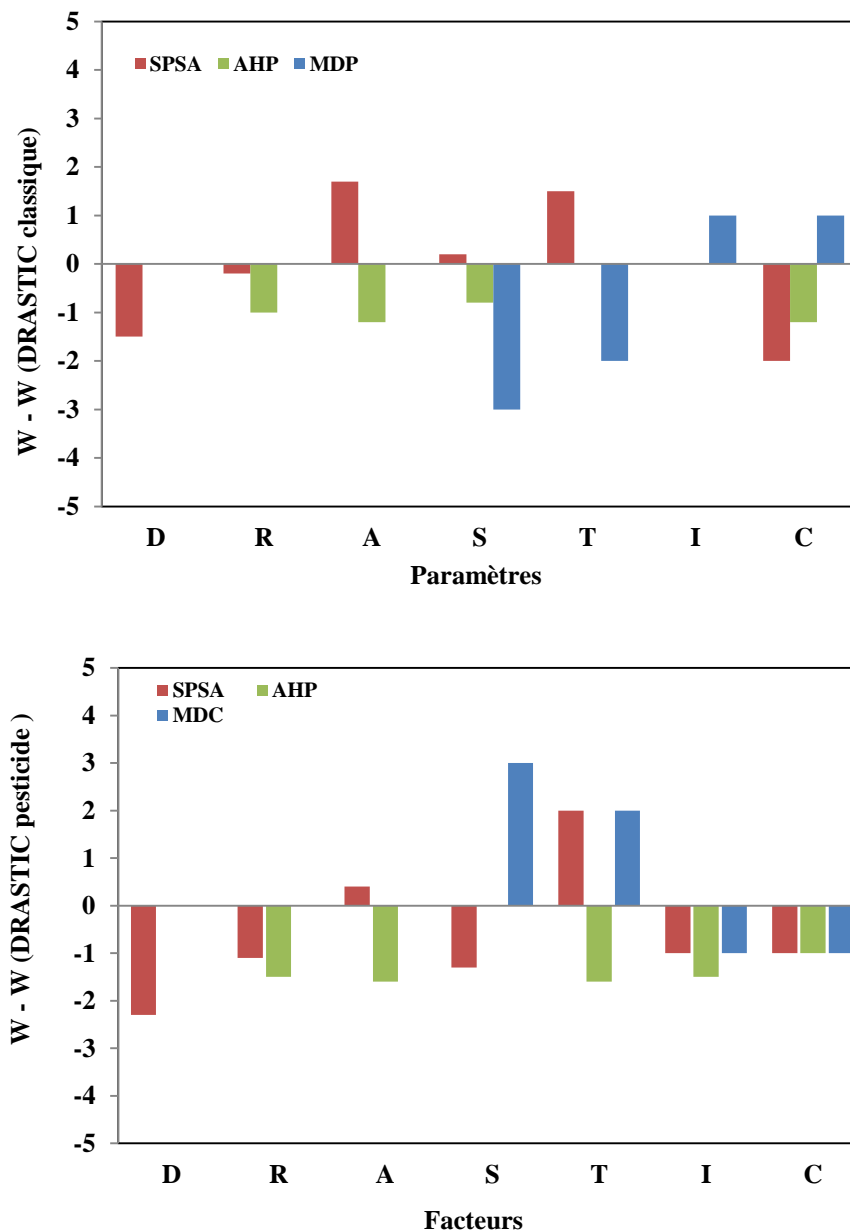 5
4
3
2
1
0
-1
-2
-3
-4
-5
W - W (DRASTIC classique)
SPSA AHP MDP
D R A S T I C
Paramètres
5
4
3
2
1
0
-1
-2
-3
-4
-5
W - W (DRASTIC pesticide )
SPSA AHP
MDC
D R A S T I C
Facteurs